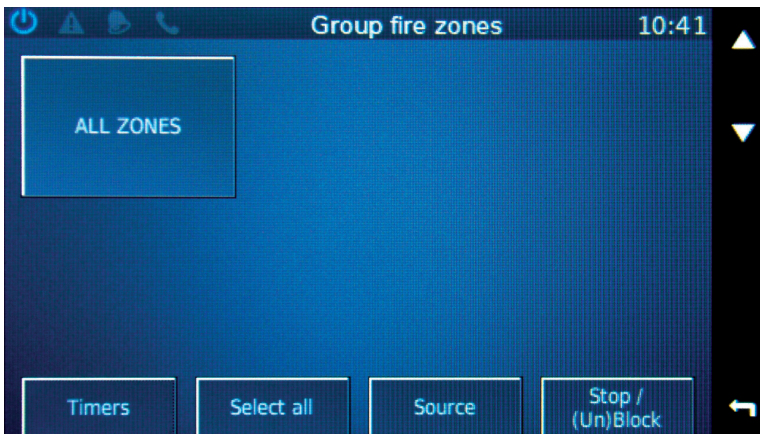 Group fire zones 10:41
ALL ZONES
Timers
Select all
Source
Stop /
(Un)Block